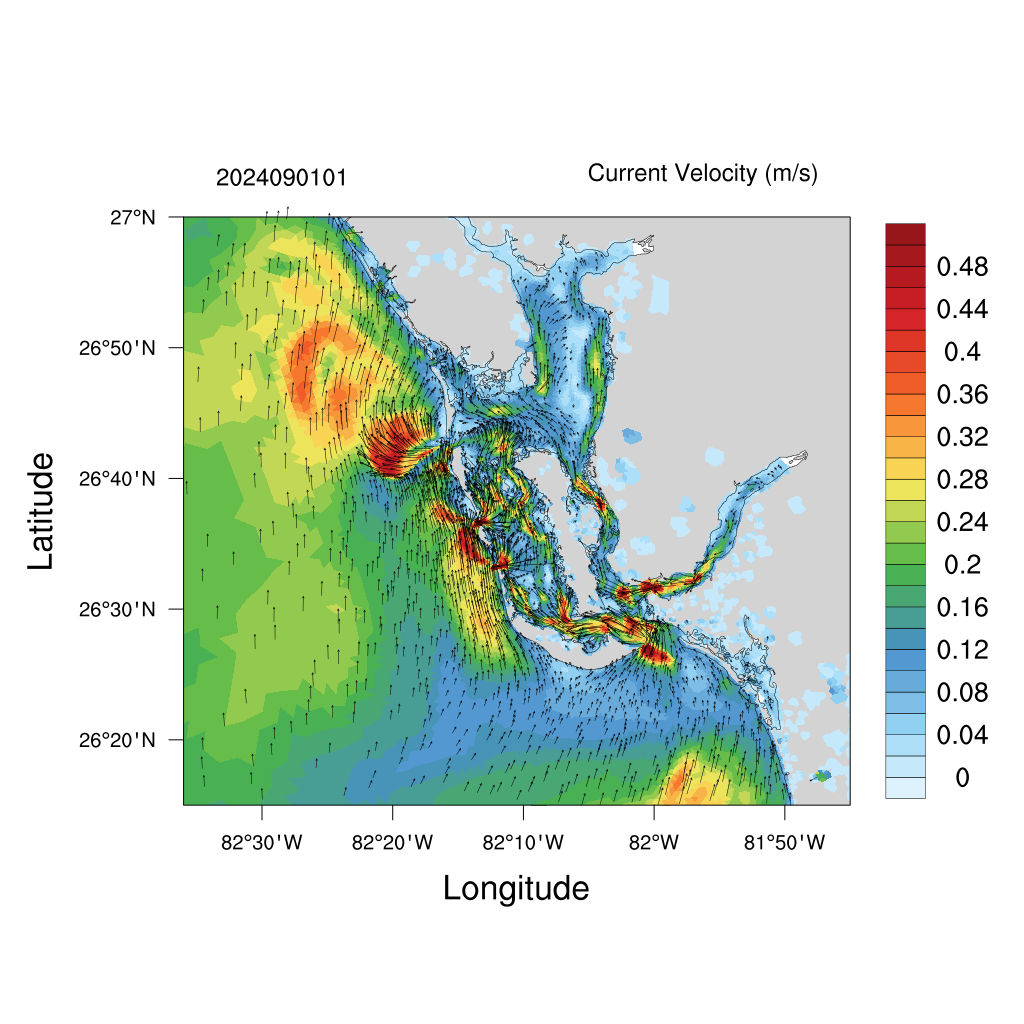 2024090101
Current Velocity (m/s)
27°N
26°50'N
26°40'N
26°30'N
26°20'N
Latitude
82°30'W
82°20'W
82°10'W
82°W
81°50'W
Longitude
0.48
0.44
0.4
0.36
0.32
0.28
0.24
0.2
0.16
0.12
0.08
0.04
0